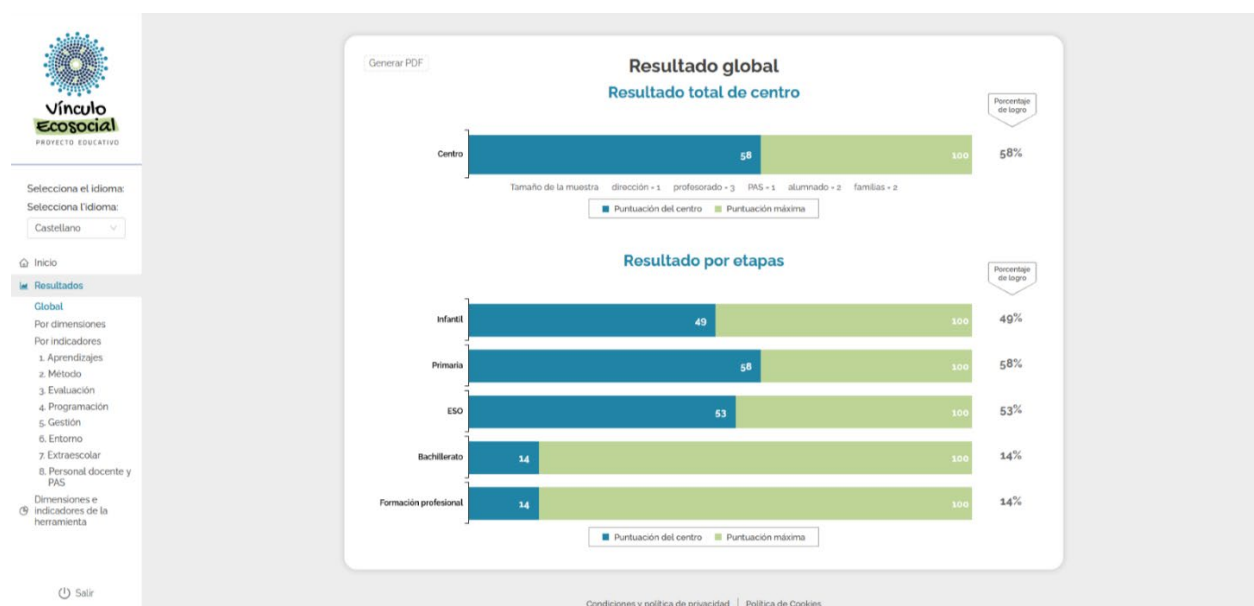 Vínculo
Ecosocial
PROYECTO EDUCATIVO
Selecciona el idioma:
Selecciona l'idioma:
Castellano
Inicio
Resultados
Global
Por dimensiones
Por indicadores
1. Aprendizajes
2. Método
3. Evaluación
4. Programación
5. Gestión
6. Entorno
7. Extraescolar
8. Personal docente y
PAS
Dimensiones e
indicadores de la
herramienta
Salir
Generar PDF
Resultado global
Resultado total de centro
Porcentaje
de logro
Centro 58 100 58%
Tamaño de la muestra dirección = 1 profesorado = 3 PAS = 1 alumnado = 2 familias = 2
Puntuación del centro Puntuación máxima
Resultado por etapas
Porcentaje
de logro
Infantil 49 100 49%
Primaria 58 100 58%
ESO 53 100 53%
Bachillerato 14 100 14%
Formación profesional 14 100 14%
Puntuación del centro Puntuación máxima
Condiciones y política de privacidad | Política de Cookies